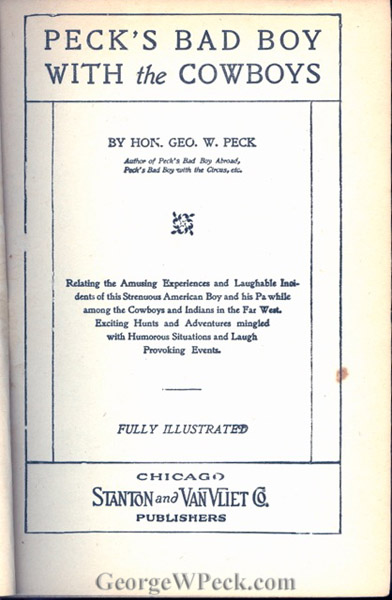 PECK'S BAD BOY
WITH the COWBOYS
BY HON. GEO. W. PECK
Author of Peck's Bad Boy Abroad,
Peck's Bad Boy with the Circus, etc.
Relating the Amusing Experiences and Laughable Inci-
dents of this Strenuous American Boy and his Pa while
among the Cowboys and Indians in the Far West.
Exciting Hunts and Adventures mingled
with Humorous Situations and Laugh
Provoking Events.
FULLY ILLUSTRATED
CHICAGO
STANTON and VAN VLIET CO.
PUBLISHERS
GeorgeWPeck.com